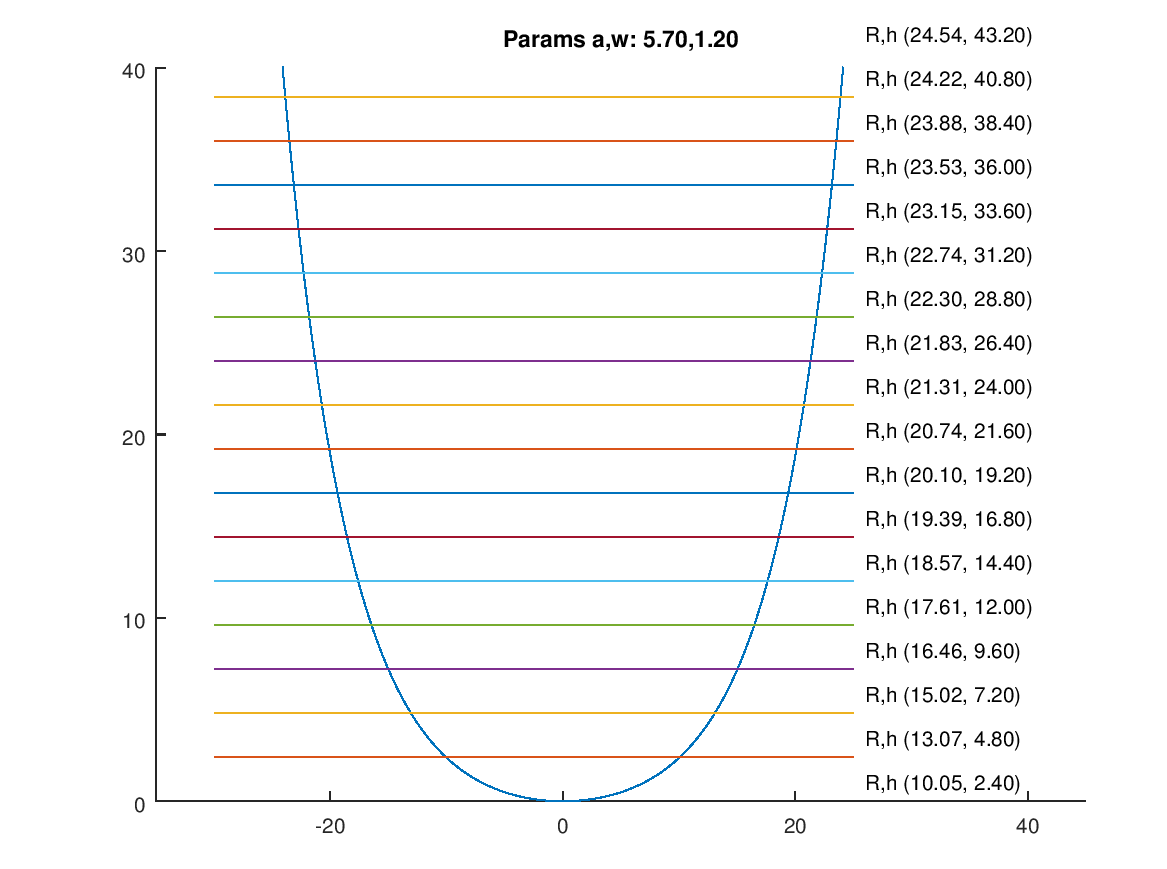 Params a,w: 5.70,1.20
R,h (24.54, 43.20)
R,h (24.22, 40.80)
R,h (23.88, 38.40)
R,h (23.53, 36.00)
R,h (23.15, 33.60)
R,h (22.74, 31.20)
R,h (22.30, 28.80)
R,h (21.83, 26.40)
R,h (21.31, 24.00)
R,h (20.74, 21.60)
R,h (20.10, 19.20)
R,h (19.39, 16.80)
R,h (18.57, 14.40)
R,h (17.61, 12.00)
R,h (16.46, 9.60)
R,h (15.02, 7.20)
R,h (13.07, 4.80)
R,h (10.05, 2.40)
40
30
20
10
0
-20 0 20 40